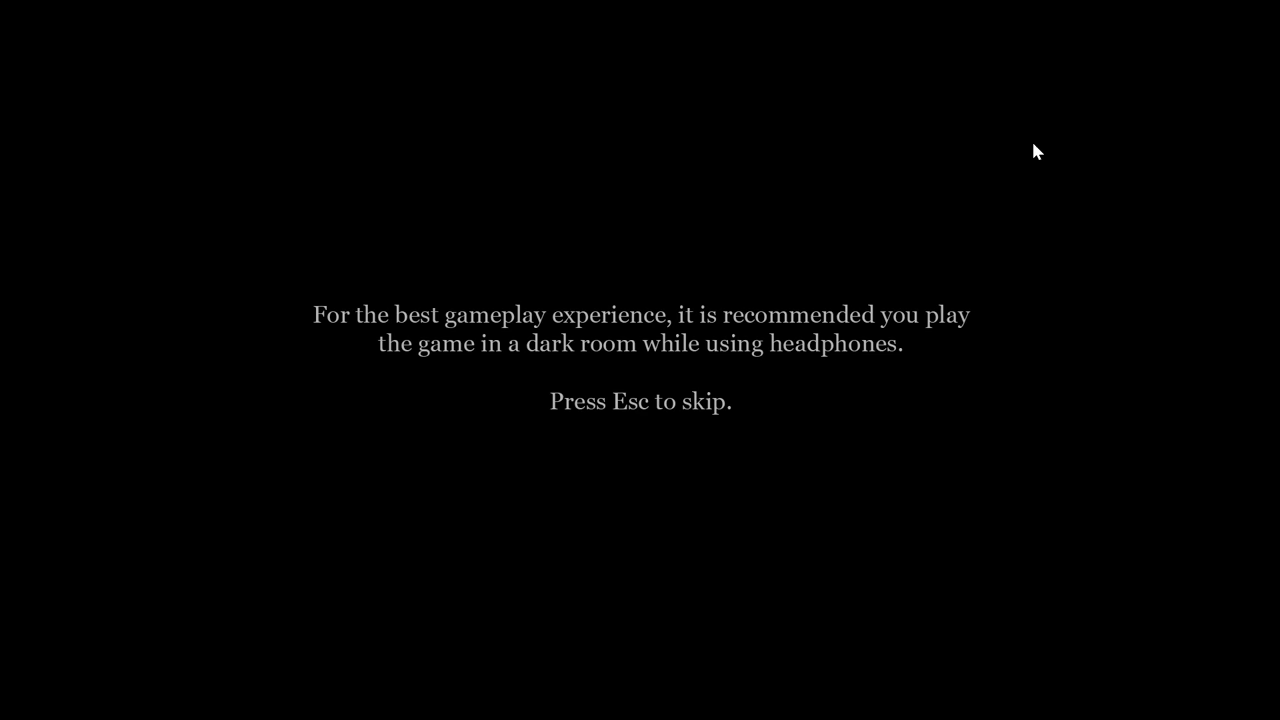 For the best gameplay experience, it is recommended you play
the game in a dark room while using headphones.
Press Esc to skip.